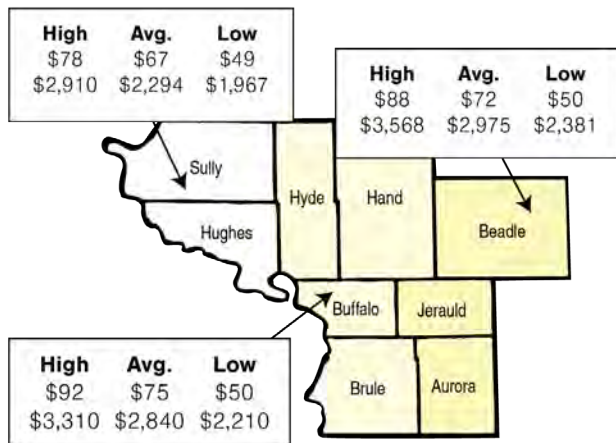 High Avg. Low
$78 $67 $49
$2,910 $2,294 $1,967
High Avg. Low
$88 $72 $50
$3,568 $2,975 $2,381
Sully
Hyde
Hand
Hughes
Beadle
Buffalo
Jerauld
High Avg. Low
$92 $75 $50
$3,310 $2,840 $2,210
Brule
Aurora